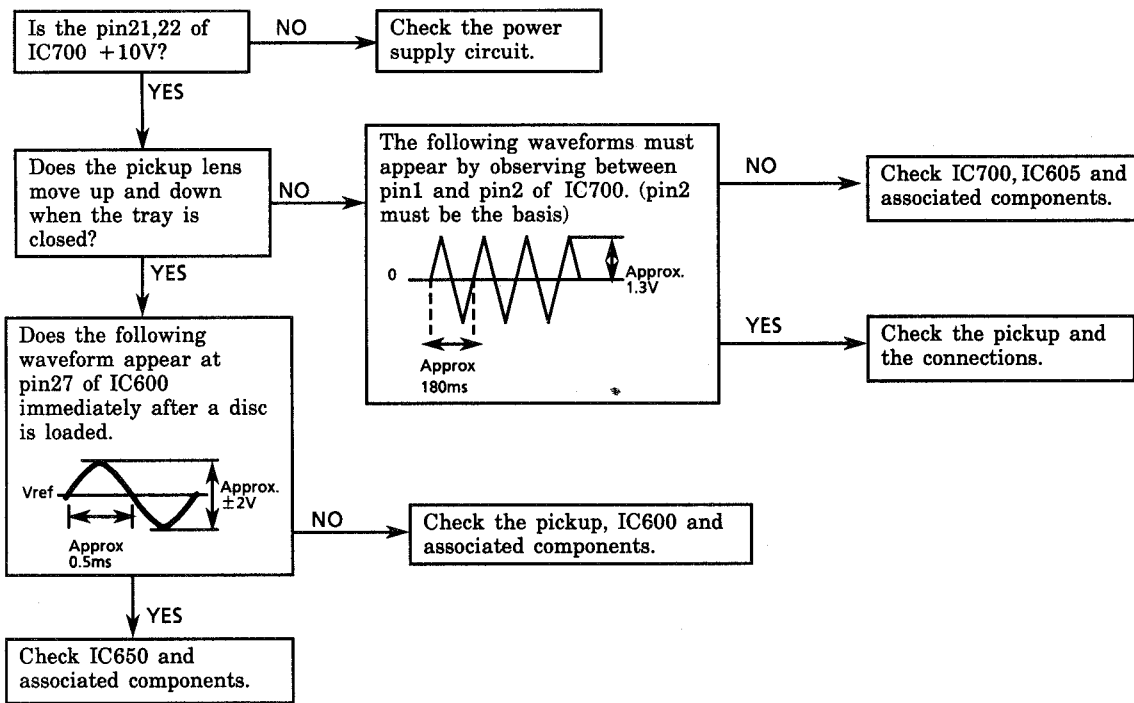 Is the pin21,22 of
IC700 +10V?
NO
Check the power
supply circuit.
YES
Does the pickup lens
move up and down
when the tray is
closed?
NO
The following waveforms must
appear by observing between
pin1 and pin2 of IC700. (pin2
must be the basis)
0
Approx.
1.3V
Approx
180ms
NO
Check IC700, IC605 and
associated components.
YES
Check the pickup and
the connections.
YES
Does the following
waveform appear at
pin27 of IC600
immediately after a disc
is loaded.
Vref
Approx.
±2V
Approx
0.5ms
NO
Check the pickup, IC600 and
associated components.
YES
Check IC650 and
associated components.